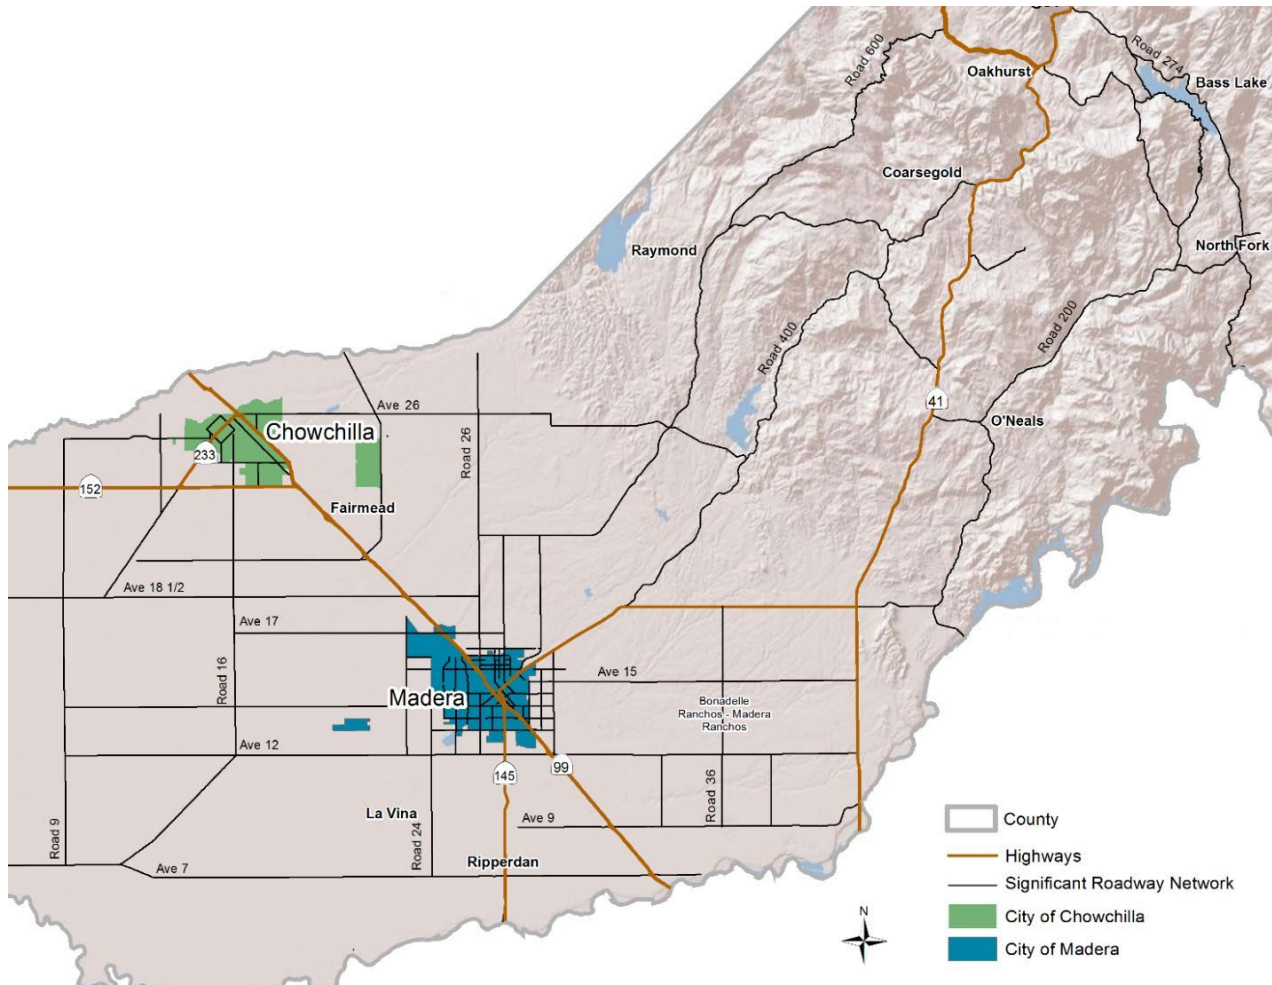 Road 600
Oakhurst
Road 274
Bass Lake
Coarsegold
Raymond
North Fork
Road 200
Road 400
41
O'Neals
Ave 26
Chowchilla
233
Road 26
152
Fairmead
Ave 18 1/2
Ave 17
Road 16
Ave 15
Madera
Bonadelle
Ranchos - Madera
Ranchos
Ave 12
99
145
Road 36
La Vina
Ave 9
Road 9
Road 24
Ripperdan
Ave 7
County
Highways
Significant Roadway Network
City of Chowchilla
City of Madera
N